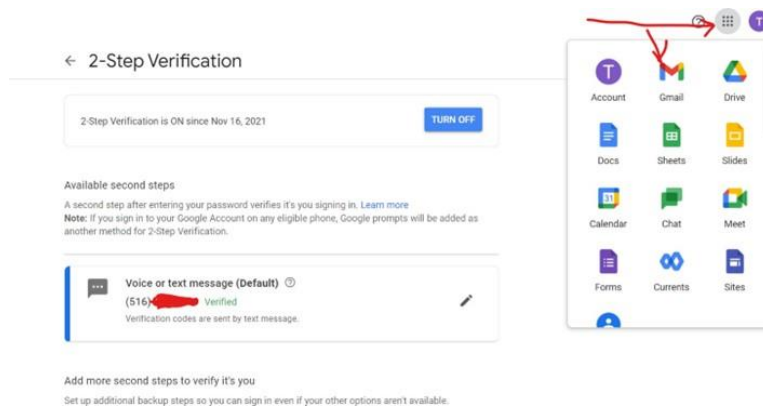 2-Step Verification
2-Step Verification is ON since Nov 16, 2021
TURN OFF
Available second steps
A second step after entering your password verifies it's you signing in. Learn more
Note: If you sign in to your Google Account on any eligible phone, Google prompts will be added as
another method for 2-Step Verification.
Voice or text message (Default)
(516) Verified
Verification codes are sent by text message.
Add more second steps to verify it's you
Set up additional backup steps so you can sign in even if your other options aren't available.
T
T
Account Gmail Drive
Docs Sheets Slides
31
Calendar Chat Meet
Forms Currents Sites